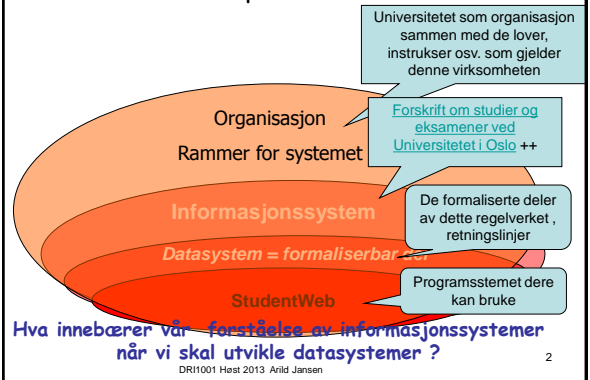 Universitetet som organisasjon
sammen med de lover,
instrukser osv. som gjelder
denne virksomheten
Organisasjon
Rammer for systemet
Forskrift om studier og
eksamener ved
Universitetet i Oslo ++
Informasjonssystem
De formaliserte deler
av dette regelverket ,
retningslinjer
Datasystem = formaliserbar del
StudentWeb
Programsstemet dere
kan bruke
Hva innebærer vår forståelse av informasjonssystemer
når vi skal utvikle datasystemer ?
DRI1001 Høst 2013 Arild Jansen
2